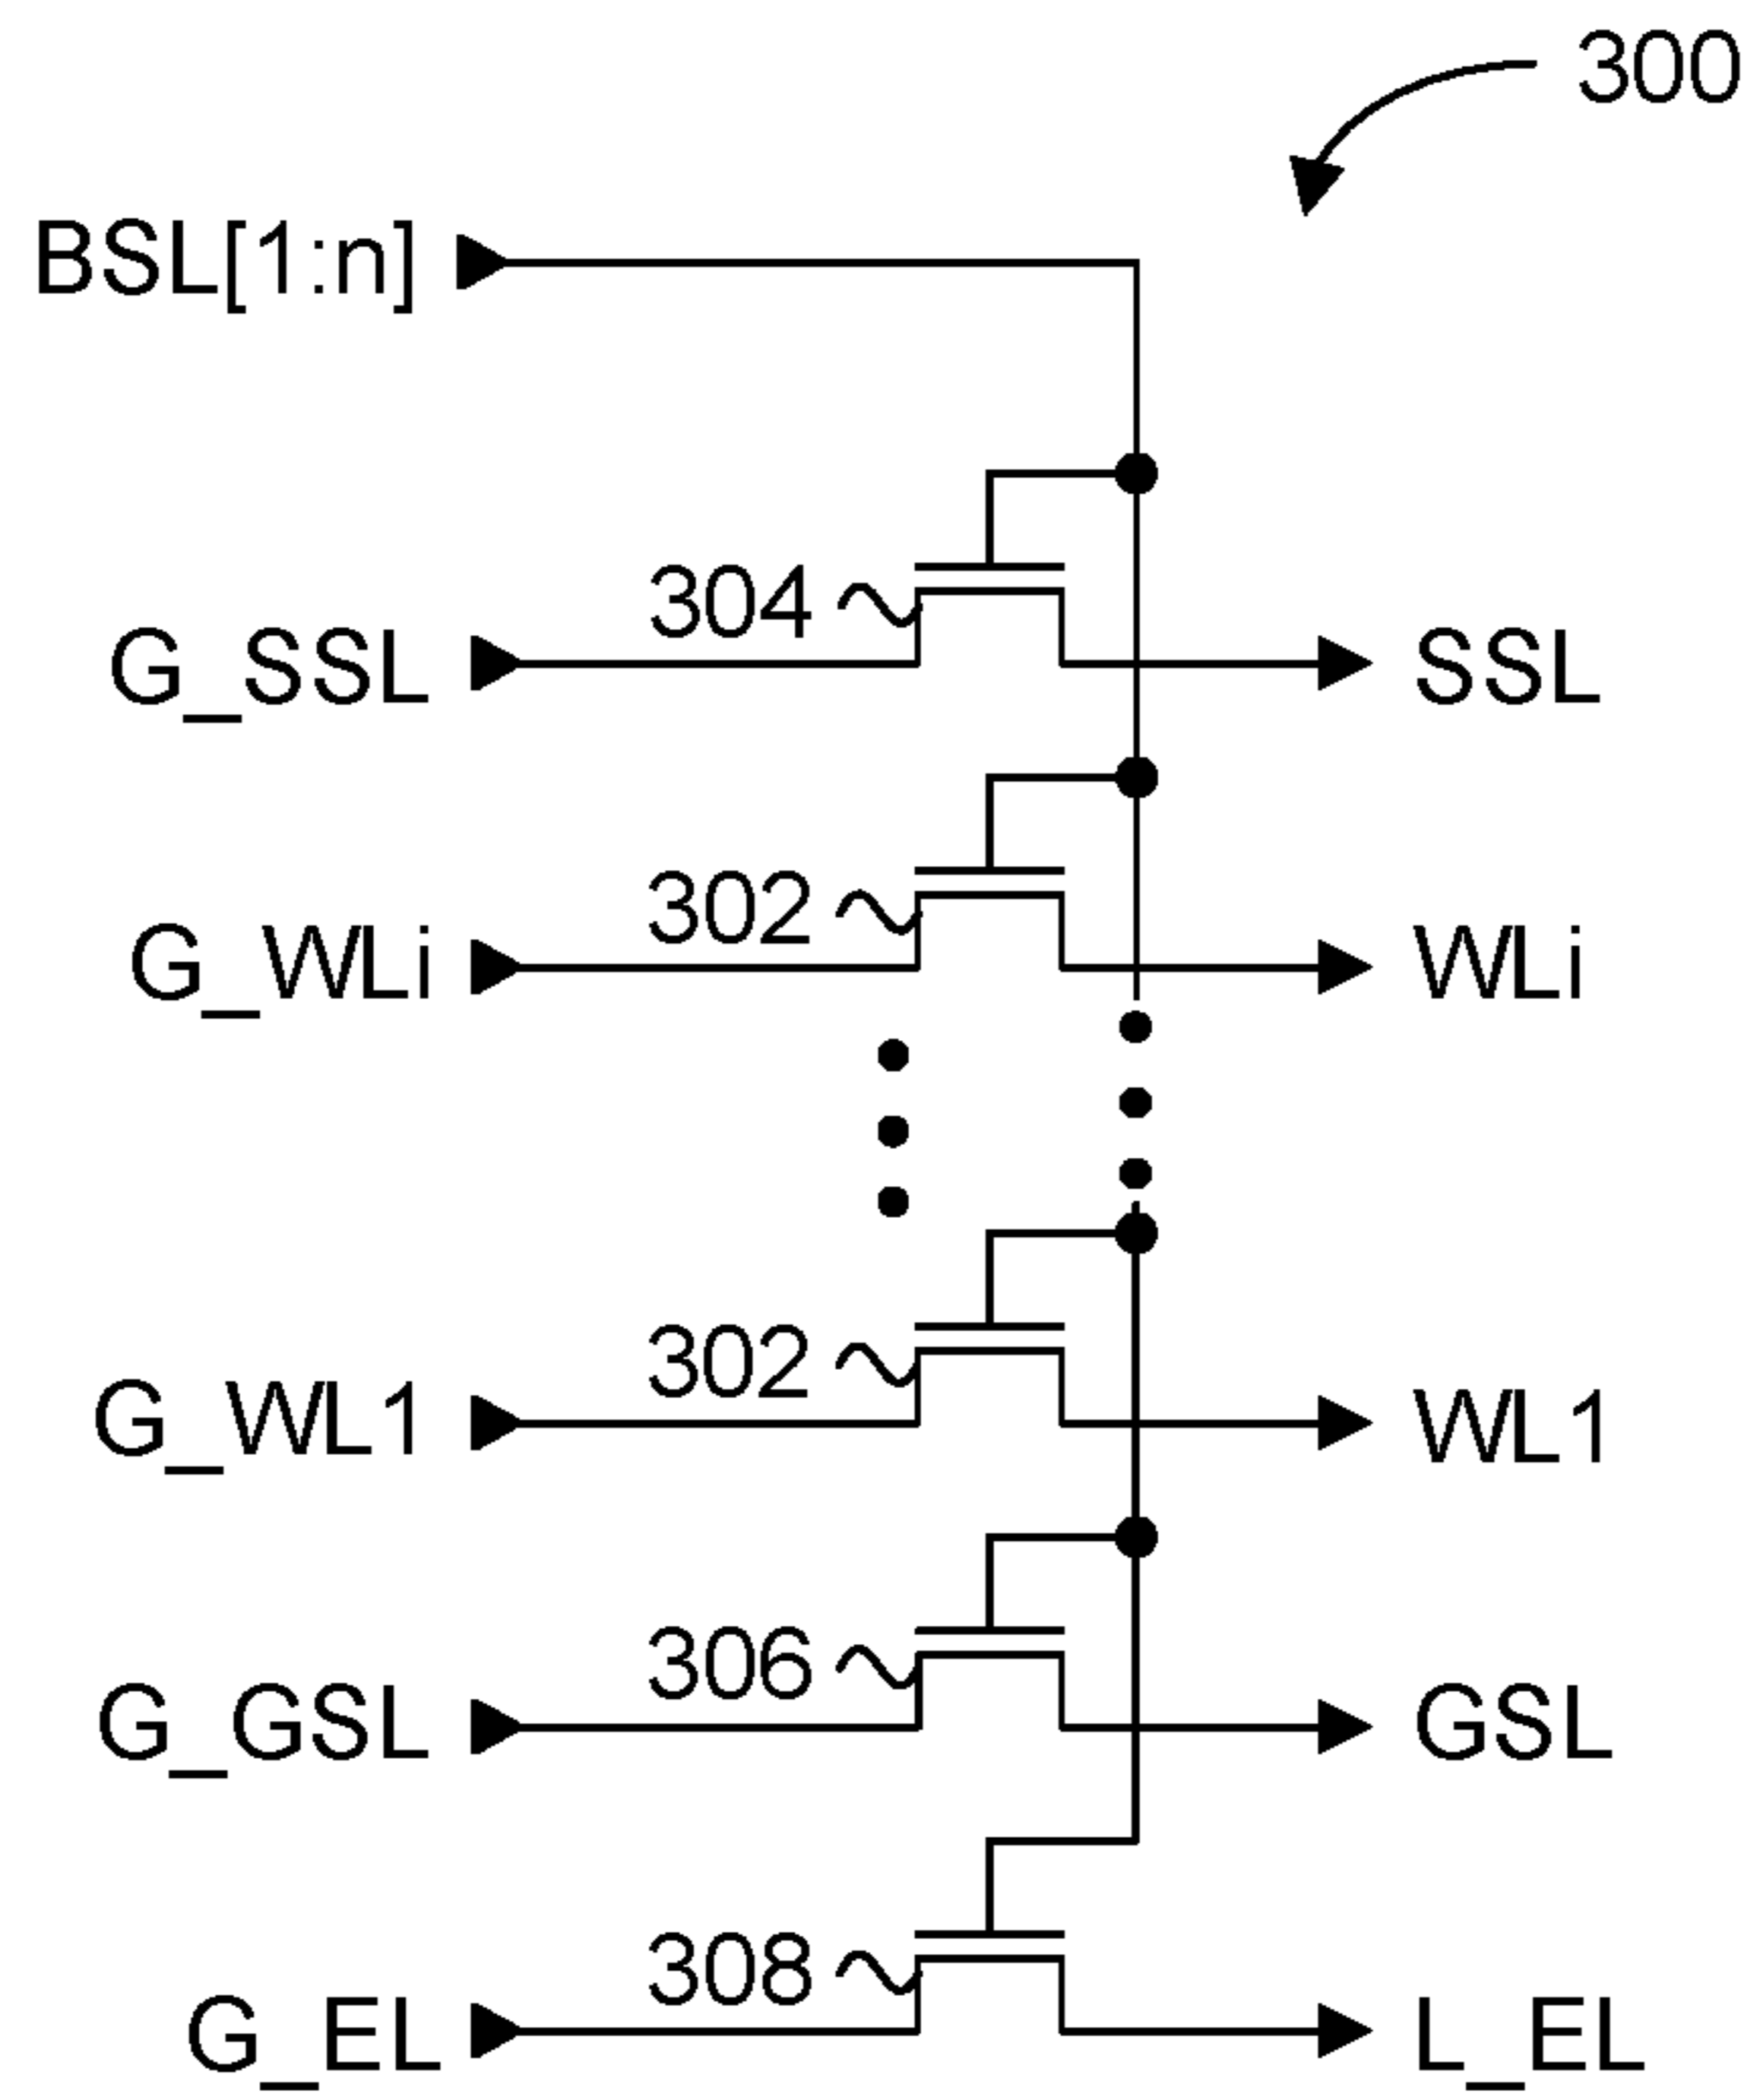 300
BSL[1:n]
304
G_SSL SSL
302
G_WLi WLi
302
G_WL1 WL1
306
G_GSL GSL
308
G_EL L_EL